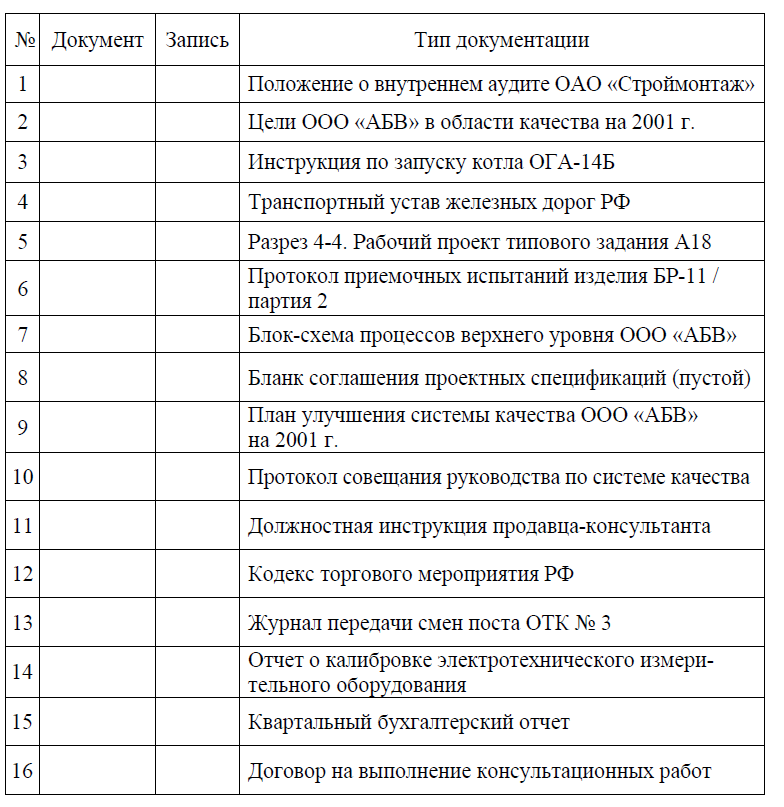 № Документ Запись Тип документации
1 Положение о внутреннем аудите ОАО «Строймонтаж»
2 Цели ООО «АБВ» в области качества на 2001 г.
3 Инструкция по запуску котла ОГА-14Б
4 Транспортный устав железных дорог РФ
5 Разрез 4-4. Рабочий проект типового задания А18
6 Протокол приемочных испытаний изделия БР-11 /
партия 2
7 Блок-схема процессов верхнего уровня ООО «АБВ»
8 Бланк соглашения проектных спецификаций (пустой)
9 План улучшения системы качества ООО «АБВ»
на 2001 г.
10 Протокол совещания руководства по системе качества
11 Должностная инструкция продавца-консультанта
12 Кодекс торгового мероприятия РФ
13 Журнал передачи смен поста ОТК № 3
14 Отчет о калибровке электротехнического измери-
тельного оборудования
15 Квартальный бухгалтерский отчет
16 Договор на выполнение консультационных работ